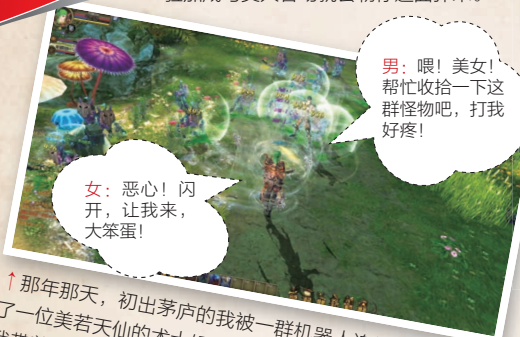 男：喂！美女！
帮忙收拾一下这
群怪物吧，打我
好疼！
女：恶心！闪
开，让我来，
大笨蛋！
↑那年那天，初出茅庐的我被一群机器人
了一位美若天仙的术士